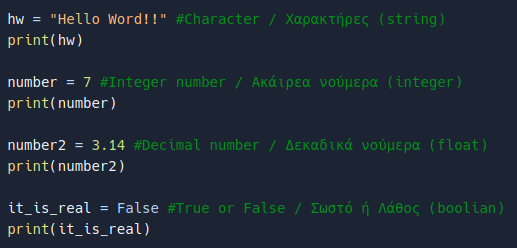 hw = "Hello Word!!" #Character / Χαρακτήρες (string)
print(hw)
number = 7 #Integer number / Ακάιρεα νούμερα (integer)
print(number)
number2 = 3.14 #Decimal number / Δεκαδικά νούμερα (float)
print(number2)
it_is_real = False #True or False / Σωστό ή Λάθος (boolian)
print(it_is_real)